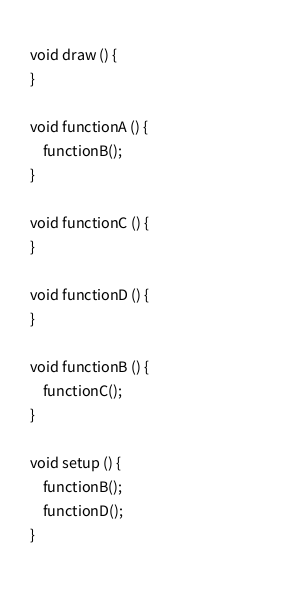 void draw () {
}
void functionA () {
functionB();
}
void functionC () {
}
void functionD () {
}
void functionB () {
functionC();
}
void setup () {
functionB();
functionD();
}